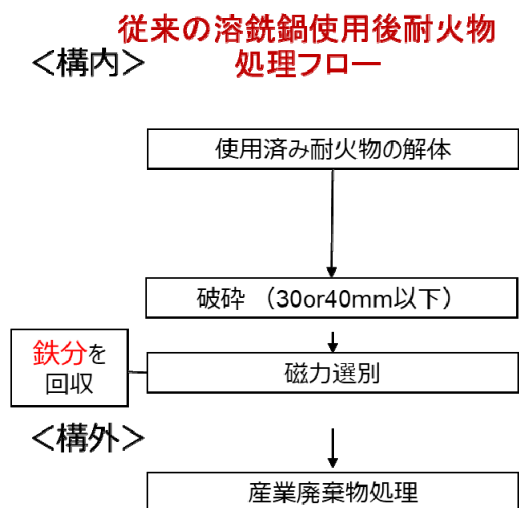 従来の溶銑鍋使用後耐火物
処理フロー
＜構内＞
使用済み耐火物の解体
破砕 （30or40mm以下）
磁力選別
鉄分を
回収
＜構外＞
産業廃棄物処理